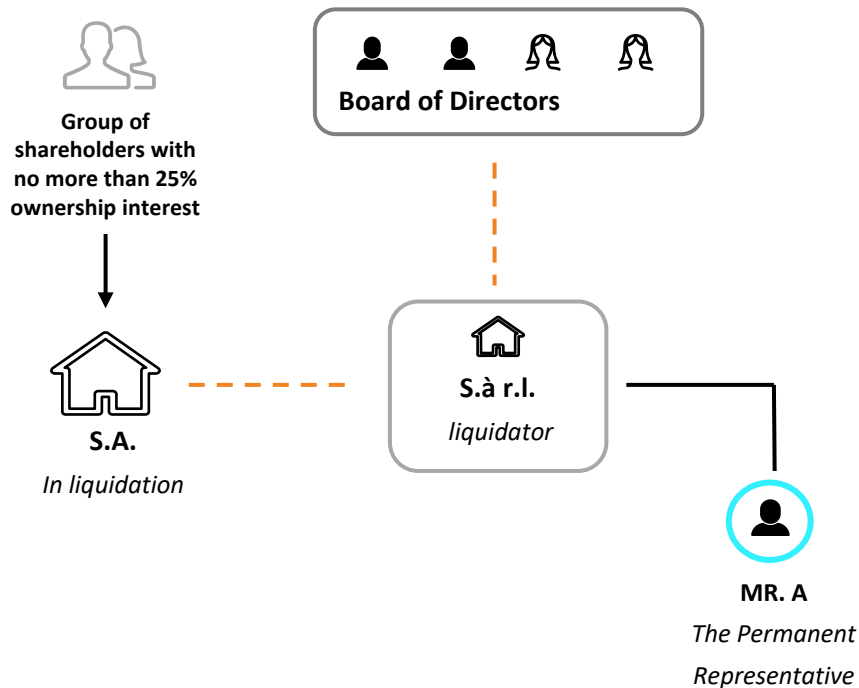 Board of Directors
Group of
shareholders with
no more than 25%
ownership interest
S.A.
In liquidation
S.à r.l.
liquidator
MR. A
The Permanent
Representative